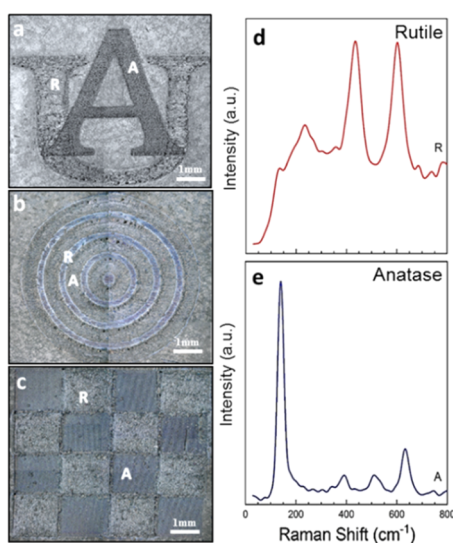 a
R
A
1mm
b
R
A
1mm
c
R
A
1mm
d
Rutile
Intensity (a.u.)
R
e
Anatase
Intensity (a.u.)
A
0 200 400 600 800
Raman Shift (cm⁻¹)